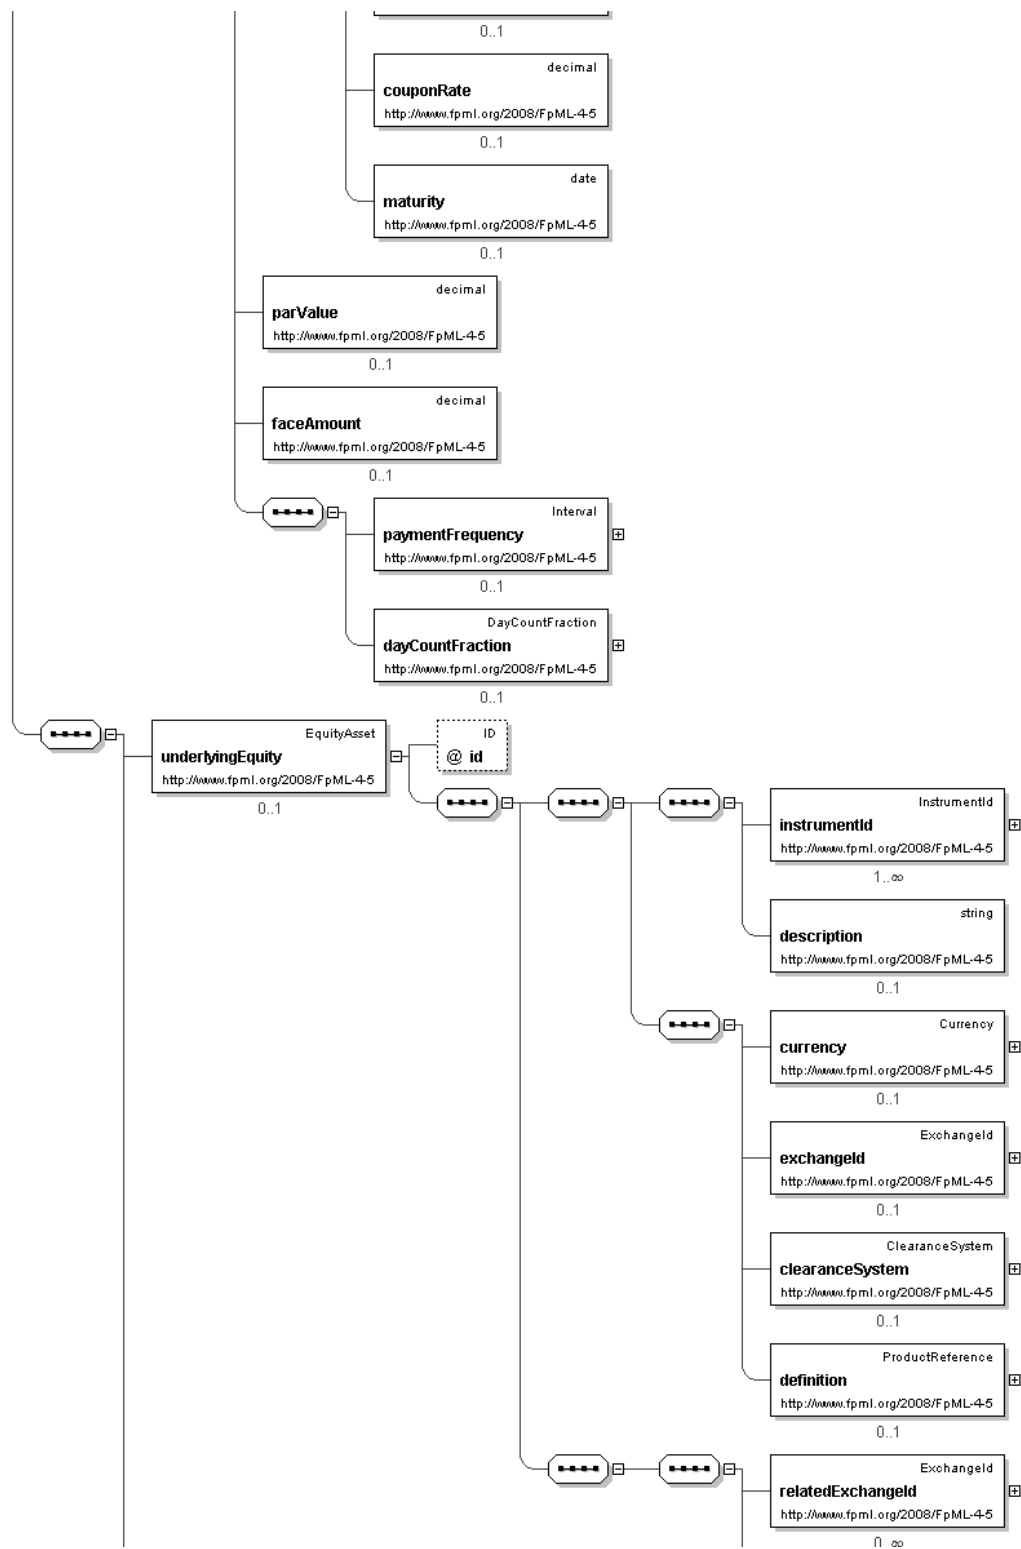 0..1
decimal
couponRate
http://www.fpml.org/2008/FpML-4-5
0..1
date
maturity
http://www.fpml.org/2008/FpML-4-5
0..1
decimal
parValue
http://www.fpml.org/2008/FpML-4-5
0..1
decimal
faceAmount
http://www.fpml.org/2008/FpML-4-5
0..1
Interval
paymentFrequency
http://www.fpml.org/2008/FpML-4-5
0..1
DayCountFraction
dayCountFraction
http://www.fpml.org/2008/FpML-4-5
0..1
EquityAsset
underlyingEquity
http://www.fpml.org/2008/FpML-4-5
0..1
ID
@ id
InstrumentId
instrumentId
http://www.fpml.org/2008/FpML-4-5
1..∞
string
description
http://www.fpml.org/2008/FpML-4-5
0..1
Currency
currency
http://www.fpml.org/2008/FpML-4-5
0..1
ExchangeId
exchangeId
http://www.fpml.org/2008/FpML-4-5
0..1
ClearanceSystem
clearanceSystem
http://www.fpml.org/2008/FpML-4-5
0..1
ProductReference
definition
http://www.fpml.org/2008/FpML-4-5
0..1
ExchangeId
relatedExchangeId
http://www.fpml.org/2008/FpML-4-5
0..∞